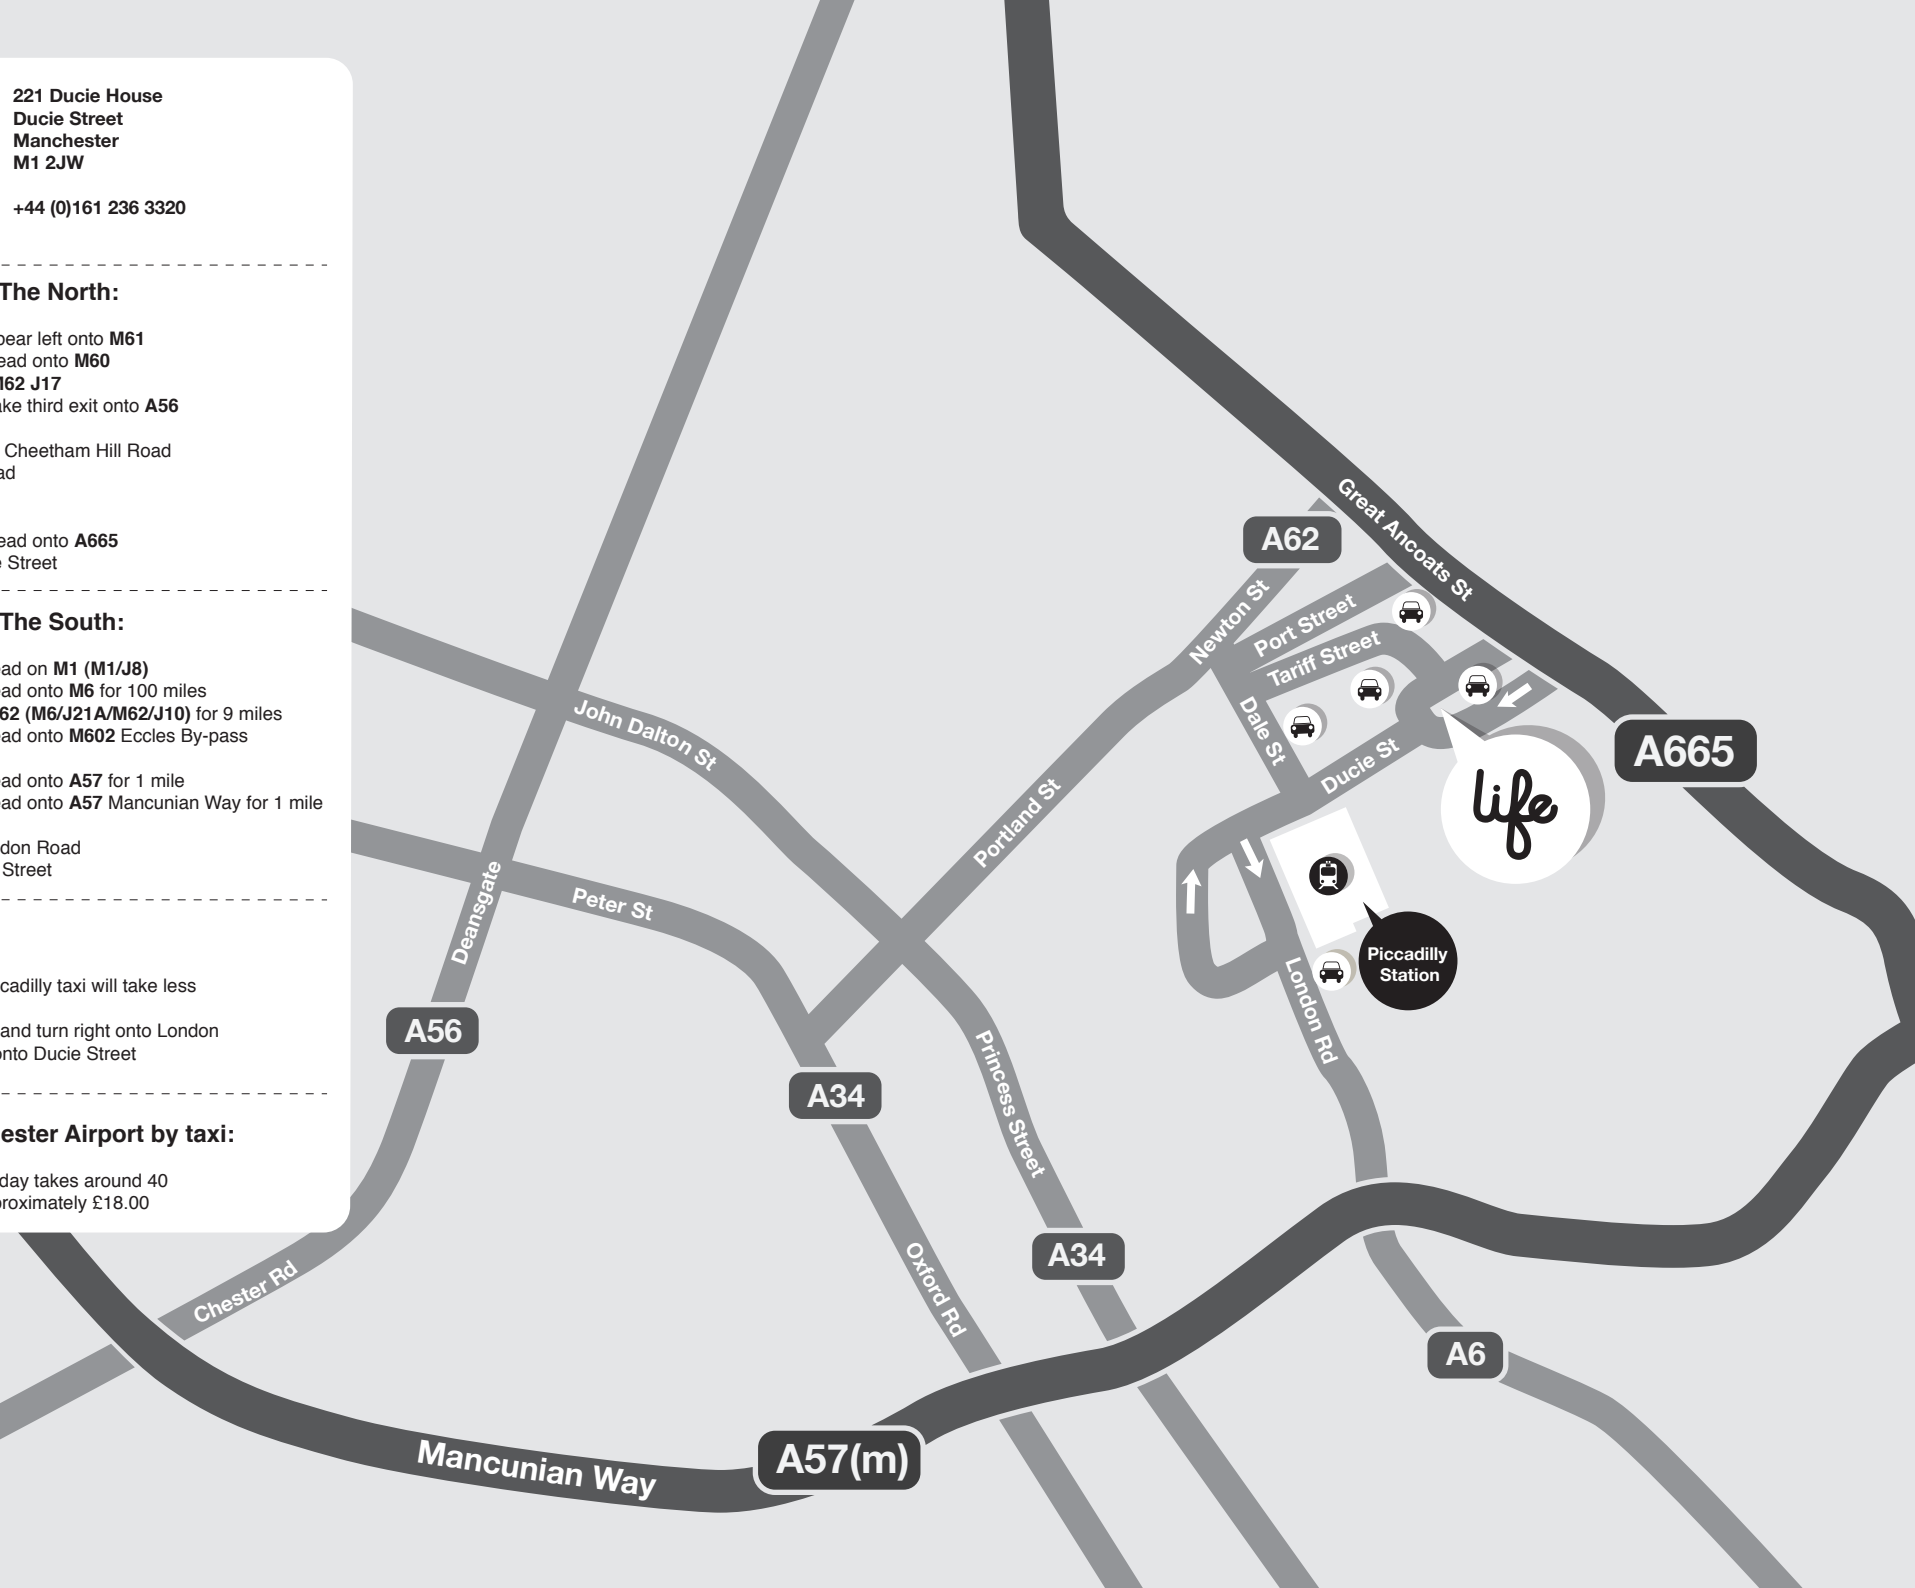 221 Ducie House
Ducie Street
Manchester
M1 2JW
+44 (0)161 236 3320
The North:
bear left onto M61
ead onto M60
M62 J17
ake third exit onto A56
Cheetham Hill Road
ad
ead onto A665
e Street
The South:
ead on M1 (M1/J8)
ead onto M6 for 100 miles
62 (M6/J21A/M62/J10) for 9 miles
ead onto M602 Eccles By-pass
ead onto A57 for 1 mile
ead onto A57 Mancunian Way for 1 mile
don Road
Street
cadilly taxi will take less
and turn right onto London
onto Ducie Street
ester Airport by taxi:
day takes around 40
proximately £18.00
Great Ancoats St
A62
Newton St
Port Street
Tariff Street
Dale St
Ducie St
life
A665
John Dalton St
Portland St
Peter St
Deansgate
Piccadilly
Station
London Rd
A56
A34
Princess Street
A34
Oxford Rd
Chester Rd
A6
Mancunian Way
A57(m)